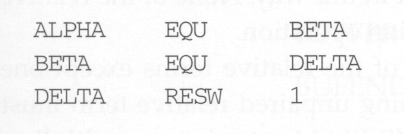 ALPHA EQU BETA
BETA EQU DELTA
DELTA RESW 1